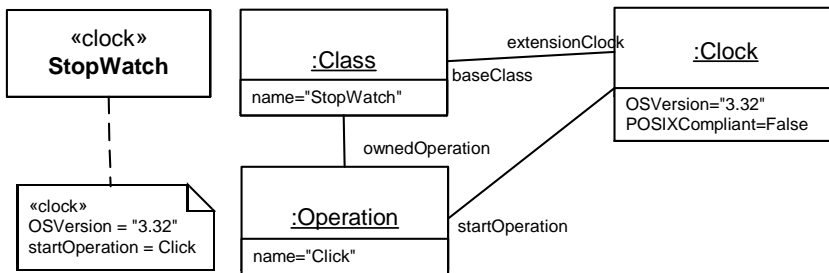 «clock»
StopWatch
«clock»
OSVersion = "3.32"
startOperation = Click
:Class
name="StopWatch"
extensionClock
baseClass
:Clock
OSVersion="3.32"
POSIXCompliant=False
ownedOperation
:Operation
name="Click"
startOperation